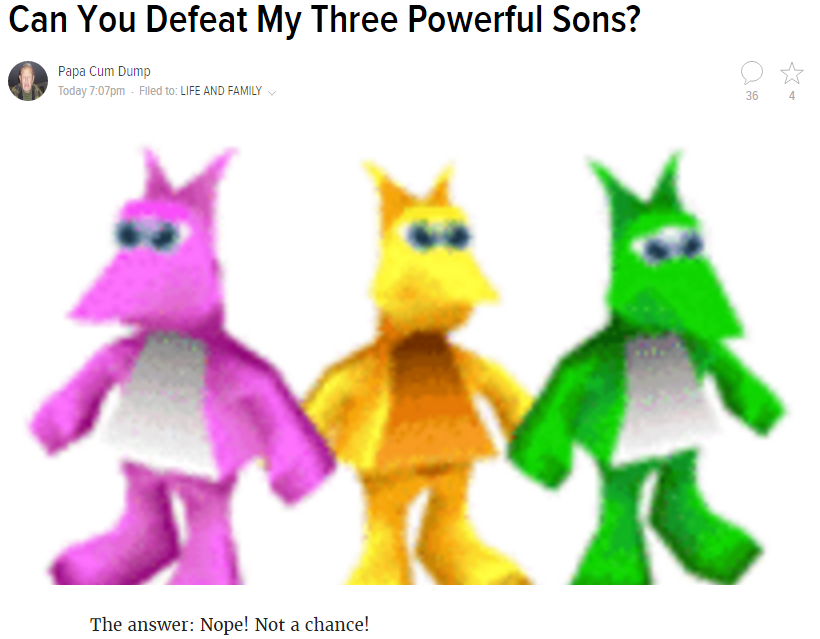 Can You Defeat My Three Powerful Sons?
Papa Cum Dump
Today 7:07pm - Filed to: LIFE AND FAMILY
36
4
The answer: Nope! Not a chance!